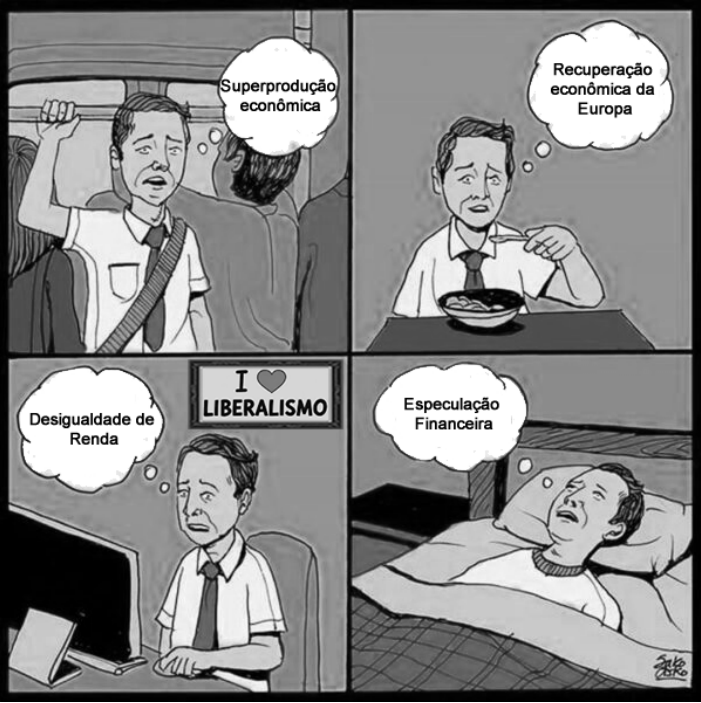 Superprodução
econômica
Recuperação
econômica da
Europa
I ♥
LIBERALISMO
Desigualdade de
Renda
Especulação
Financeira